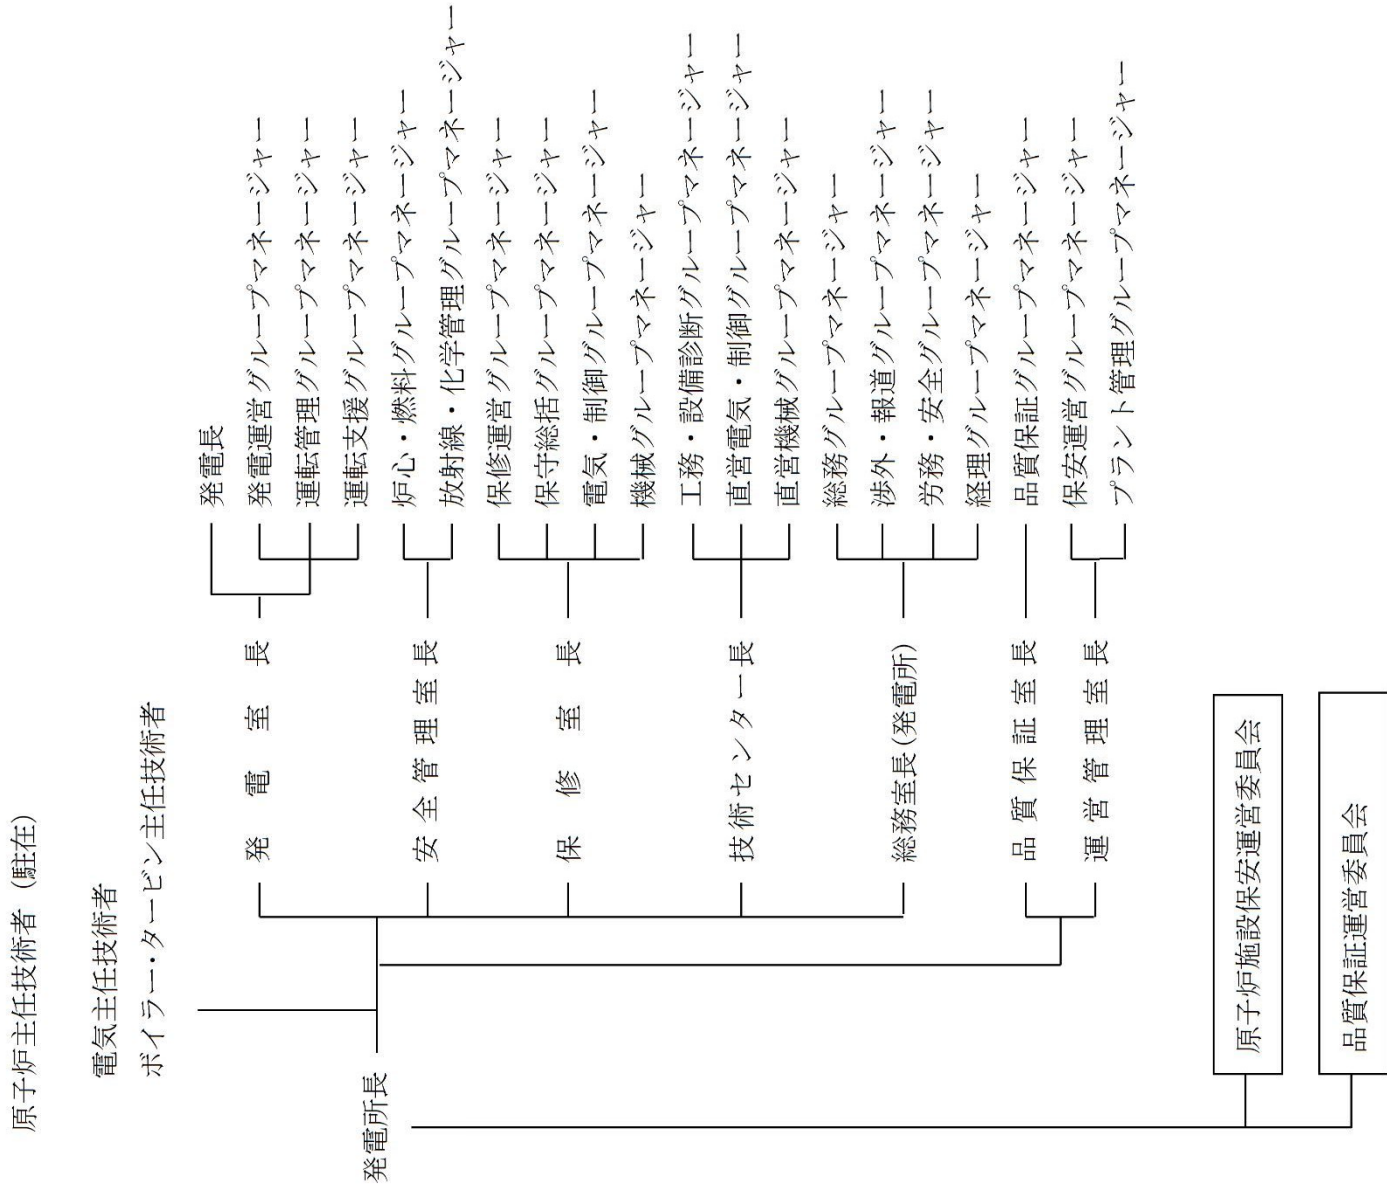 原子炉主任技術者 (駐在)
電気主任技術者
ボイラー・タービン主任技術者
発電所長
発電室長
安全管理室長
保修室長
技術センター長
総務室長(発電所)
品質保証室長
運営管理室長
発電長
発電運営グループマネージャー
運転管理グループマネージャー
運転支援グループマネージャー
炉心・燃料グループマネージャー
放射線・化学管理グループマネージャー
保修運営グループマネージャー
保守総括グループマネージャー
電気・制御グループマネージャー
機械グループマネージャー
工務・設備診断グループマネージャー
直営電気・制御グループマネージャー
直営機械グループマネージャー
総務グループマネージャー
渉外・報道グループマネージャー
労務・安全グループマネージャー
経理グループマネージャー
品質保証グループマネージャー
保安運営グループマネージャー
プラント管理グループマネージャー
原子炉施設保安運営委員会
品質保証運営委員会